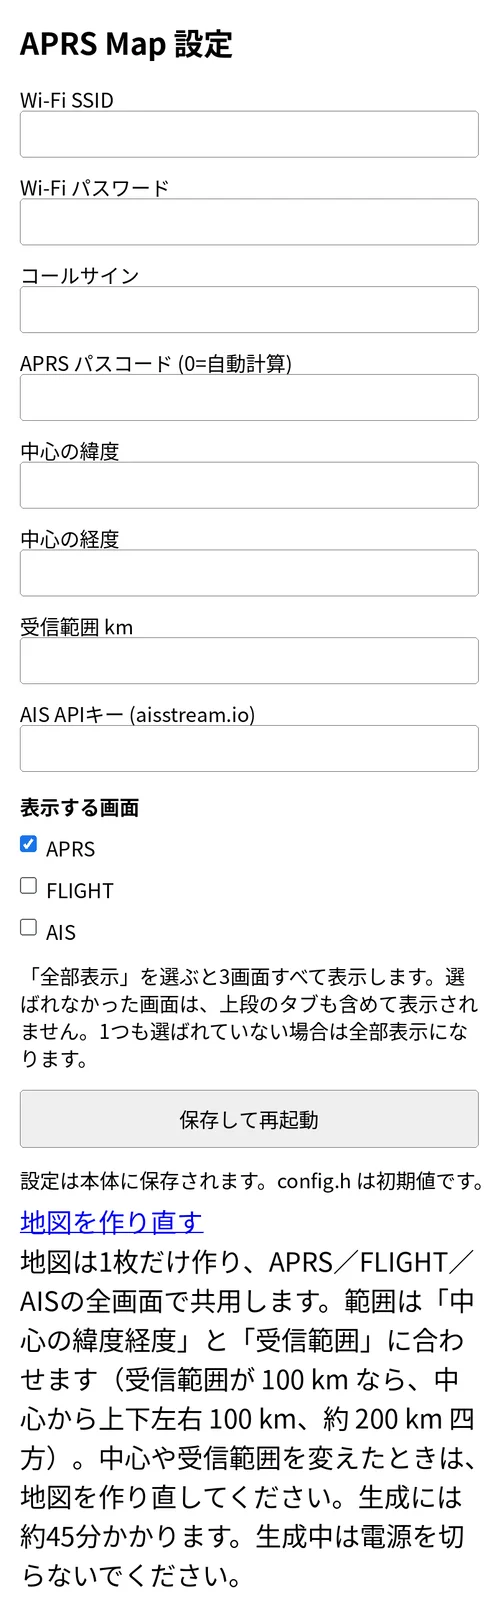 APRS Map 設定
Wi-Fi SSID
Wi-Fi パスワード
コールサイン
APRS パスコード (0=自動計算)
中心の緯度
中心の経度
受信範囲 km
AIS APIキー (aisstream.io)
表示する画面
APRS
FLIGHT
AIS
「全部表示」を選ぶと3画面すべて表示します。選
ばれなかった画面は、上段のタブも含めて表示され
ません。1つも選ばれていない場合は全部表示にな
ります。
保存して再起動
設定は本体に保存されます。config.h は初期値です。
地図を作り直す
地図は1枚だけ作り、APRS／FLIGHT／
AISの全画面で共用します。範囲は「中
心の緯度経度」と「受信範囲」に合わ
せます（受信範囲が 100 km なら、中
心から上下左右 100 km、約 200 km 四
方）。中心や受信範囲を変えたときは、
地図を作り直してください。生成には
約45分かかります。生成中は電源を切
らないでください。